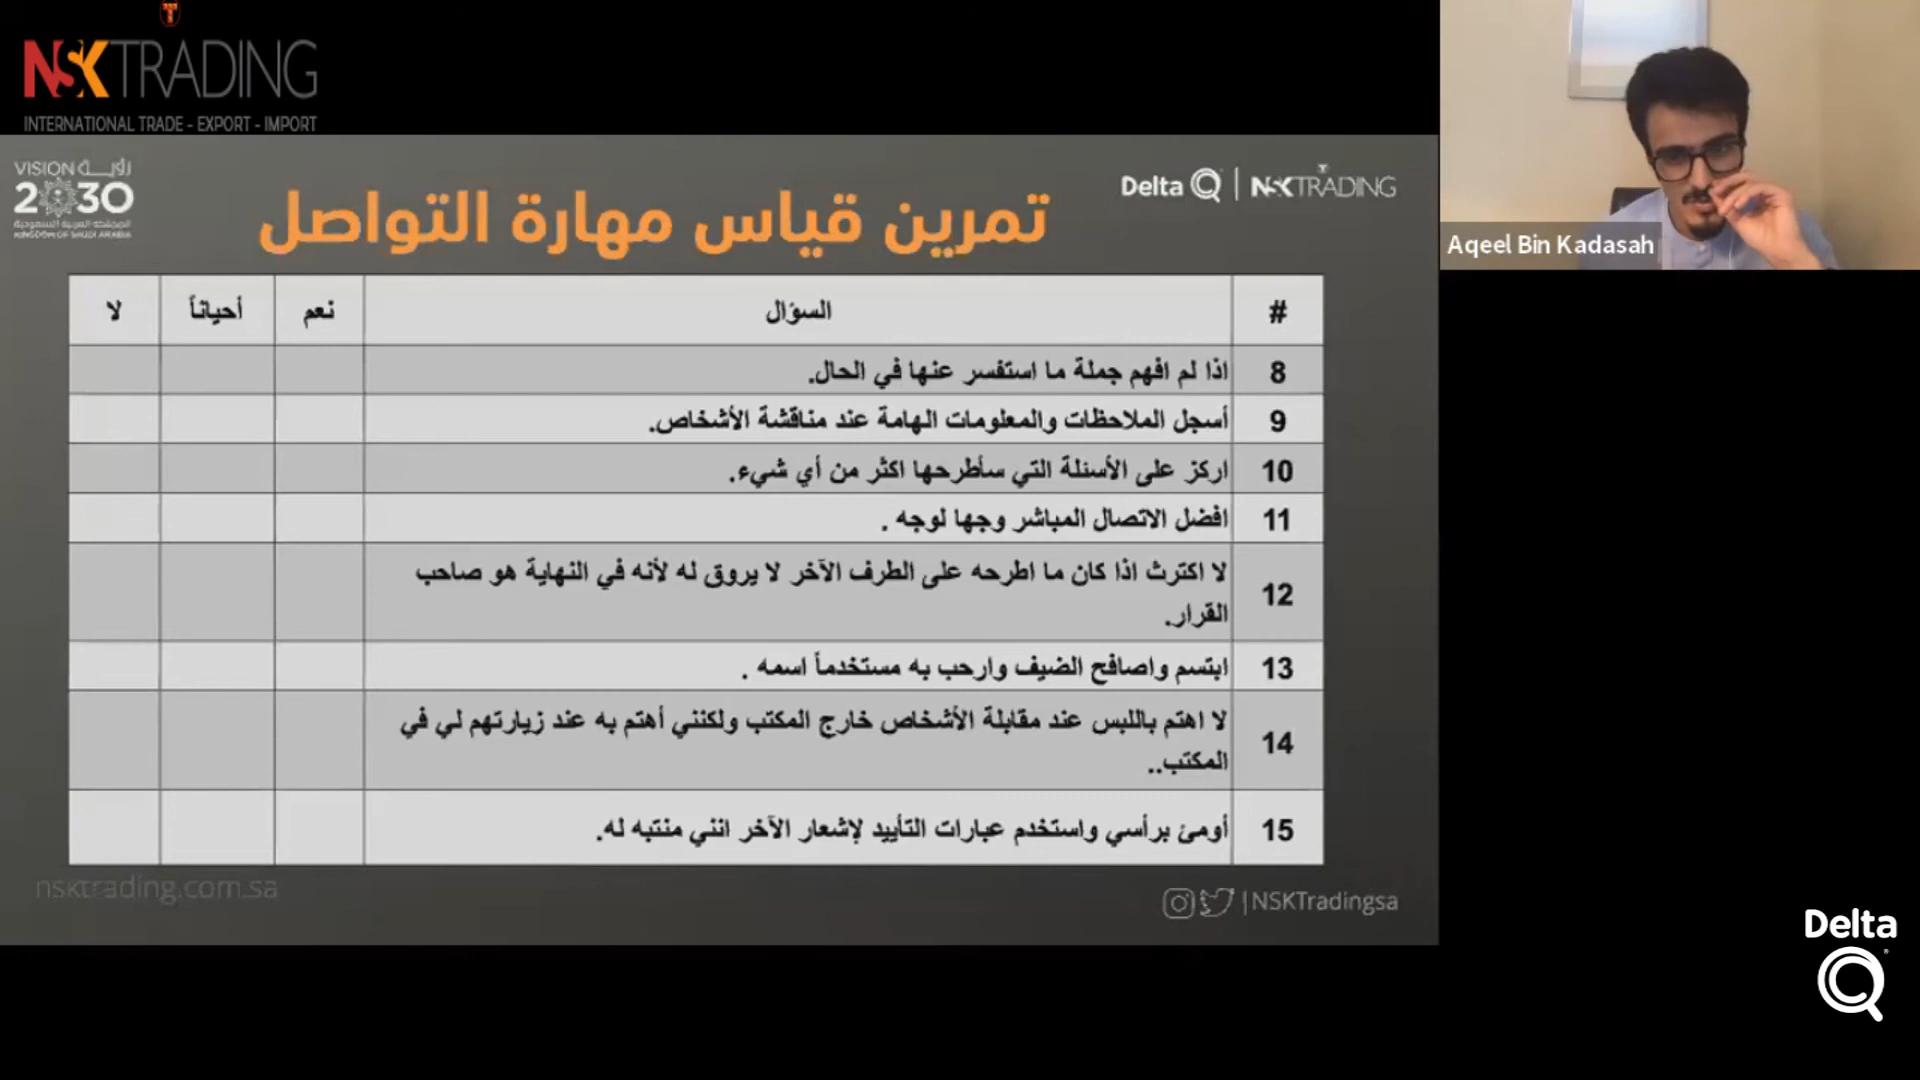 NSKTRADING
INTERNATIONAL TRADE - EXPORT - IMPORT
VISION رؤية
2030
المملكة العربية السعودية
KINGDOM OF SAUDI ARABIA
Delta Q | NSKTRADING
تمرين قياس مهارة التواصل
# السؤال نعم أحياناً لا
8 اذا لم افهم جملة ما استفسر عنها في الحال.
9 أسجل الملاحظات والمعلومات الهامة عند مناقشة الأشخاص.
10 اركز على الأسئلة التي سأطرحها اكثر من أي شيء.
11 افضل الاتصال المباشر وجها لوجه .
12 لا اكترث اذا كان ما اطرحه على الطرف الآخر لا يروق له لأنه في النهاية هو صاحب
القرار.
13 ابتسم واصافح الضيف وارحب به مستخدماً اسمه .
14 لا اهتم باللبس عند مقابلة الأشخاص خارج المكتب ولكنني أهتم به عند زيارتهم لي في
المكتب..
15 أومئ برأسي واستخدم عبارات التأييد لإشعار الآخر انني منتبه له.
nsktrading.com.sa
|NSKTradingsa
Aqeel Bin Kadasah
Delta
Q